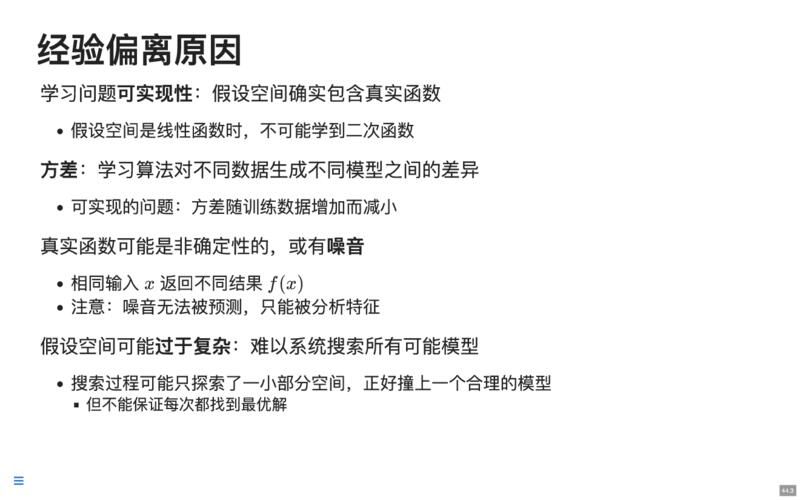 经验偏离原因
学习问题可实现性：假设空间确实包含真实函数
• 假设空间是线性函数时，不可能学到二次函数
方差：学习算法对不同数据生成不同模型之间的差异
• 可实现的问题：方差随训练数据增加而减小
真实函数可能是非确定性的，或有噪音
• 相同输入 x 返回不同结果 f(x)
• 注意：噪音无法被预测，只能被分析特征
假设空间可能过于复杂：难以系统搜索所有可能模型
• 搜索过程可能只探索了一小部分空间，正好撞上一个合理的模型
▪ 但不能保证每次都找到最优解
44.3